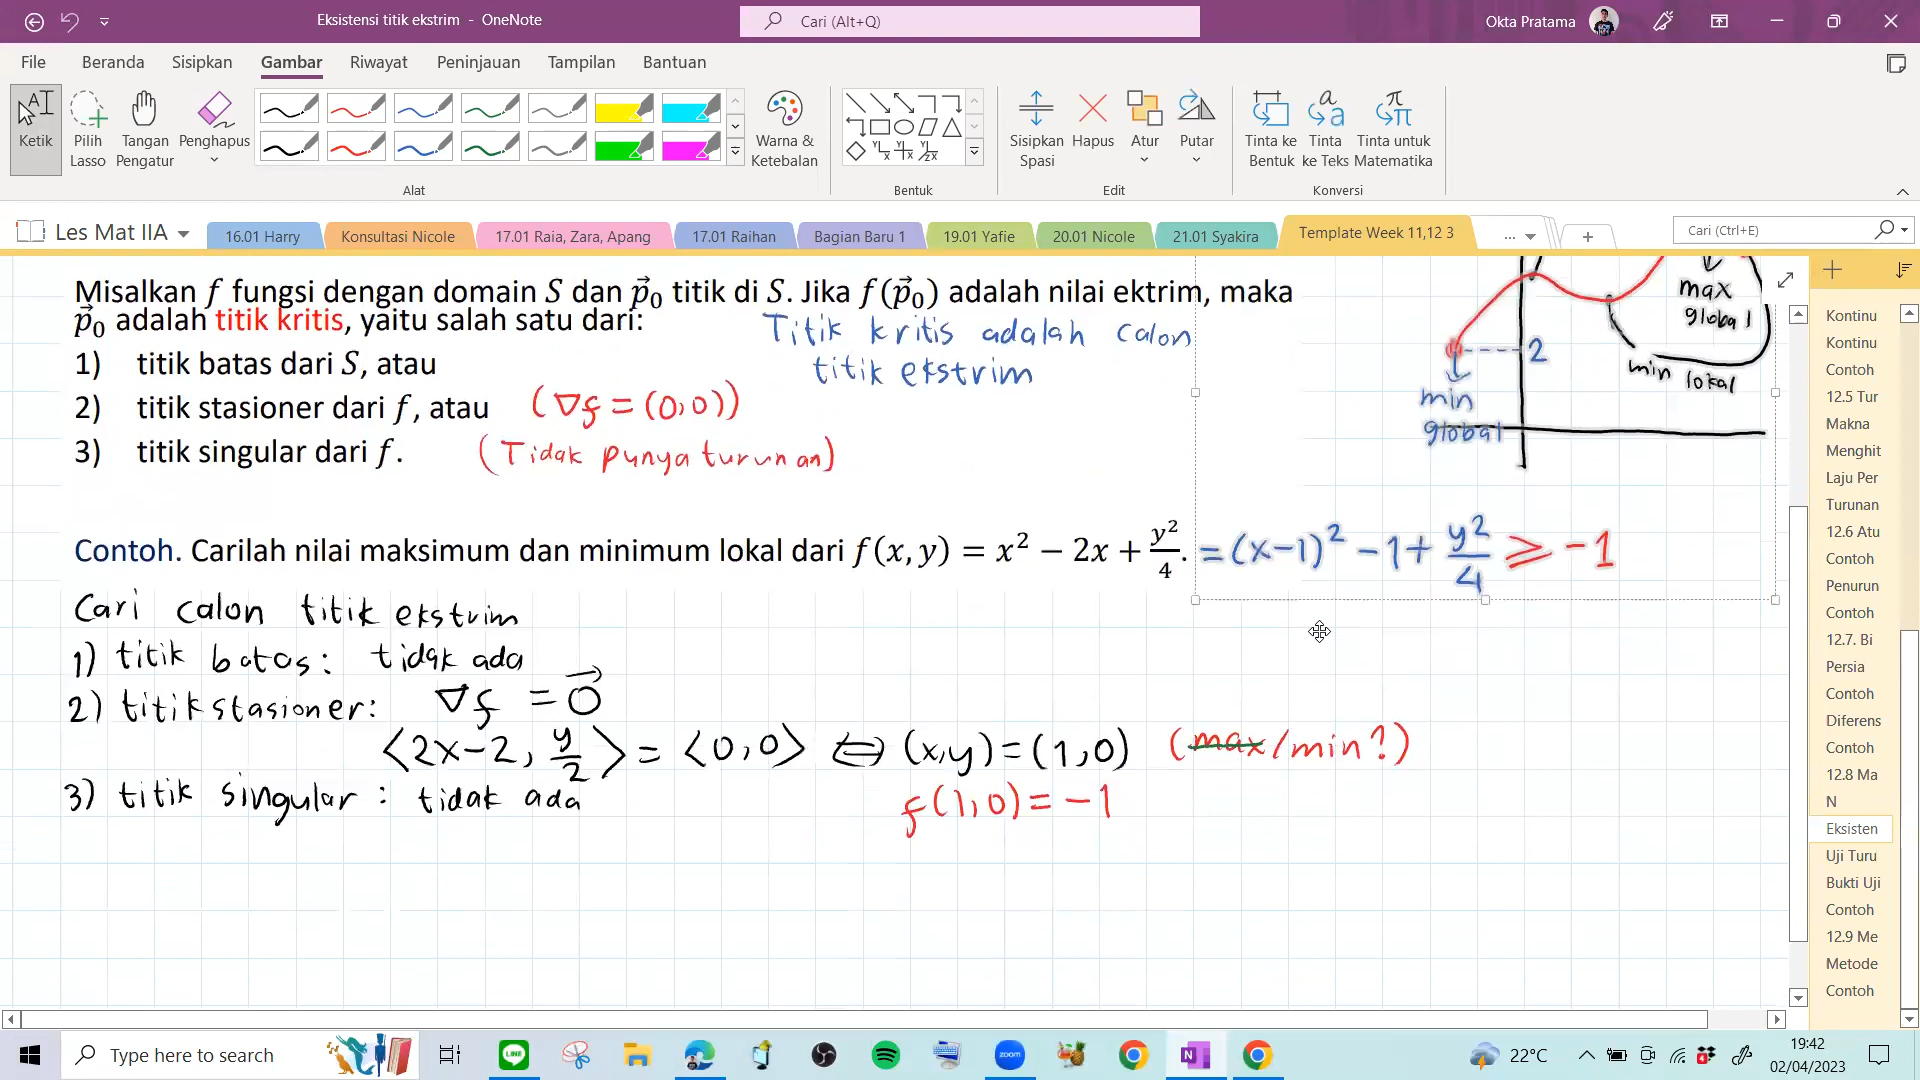 Eksistensi titik ekstrim - OneNote
Cari (Alt+Q)
Okta Pratama
File Beranda Sisipkan Gambar Riwayat Peninjauan Tampilan Bantuan
Ketik
Pilih Lasso
Tangan Pengatur
Penghapus
Warna & Ketebalan
Sisipkan Spasi
Hapus
Atur
Putar
Tinta ke Bentuk
Tinta ke Teks
Tinta untuk Matematika
Alat Bentuk Edit Konversi
Les Mat IIA
16.01 Harry
Konsultasi Nicole
17.01 Raia, Zara, Apang
17.01 Raihan
Bagian Baru 1
19.01 Yafie
20.01 Nicole
21.01 Syakira
Template Week 11,12 3
...
Cari (Ctrl+E)
Misalkan f fungsi dengan domain S dan p⃗₀ titik di S. Jika f(p⃗₀) adalah nilai ektrim, maka
p⃗₀ adalah titik kritis, yaitu salah satu dari:
Titik kritis adalah calon
titik ekstrim
1) titik batas dari S, atau
2) titik stasioner dari f, atau (∇f = (0,0))
3) titik singular dari f. (Tidak punya turunan)
max
global
2
min lokal
min
global
Contoh. Carilah nilai maksimum dan minimum lokal dari f(x, y) = x² − 2x + y²/4. = (x−1)² −1 + y²/4 ≥ −1
Cari calon titik ekstrim
1) titik batas: tidak ada
2) titik stasioner: ∇f = 0⃗
⟨2x−2, y/2⟩ = ⟨0,0⟩ ⇔ (x,y) = (1,0) (max/min?)
3) titik singular : tidak ada f(1,0) = −1
Kontinu
Kontinu
Contoh
12.5 Tur
Makna
Menghit
Laju Per
Turunan
12.6 Atu
Contoh
Penurun
Contoh
12.7. Bi
Persia
Contoh
Diferens
Contoh
12.8 Ma
N
Eksisten
Uji Turu
Bukti Uji
Contoh
12.9 Me
Metode
Contoh
Type here to search
22°C
19:42
02/04/2023